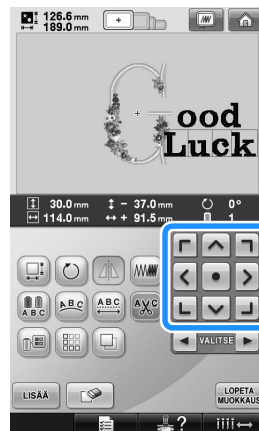 126.6 mm
189.0 mm
G
ood
Luck
30.0 mm - 37.0 mm 0°
114.0 mm + 91.5 mm 1
ABC ABC ABC ABC
VALITSE
LISÄÄ
LOPETA
MUOKKAUS
?